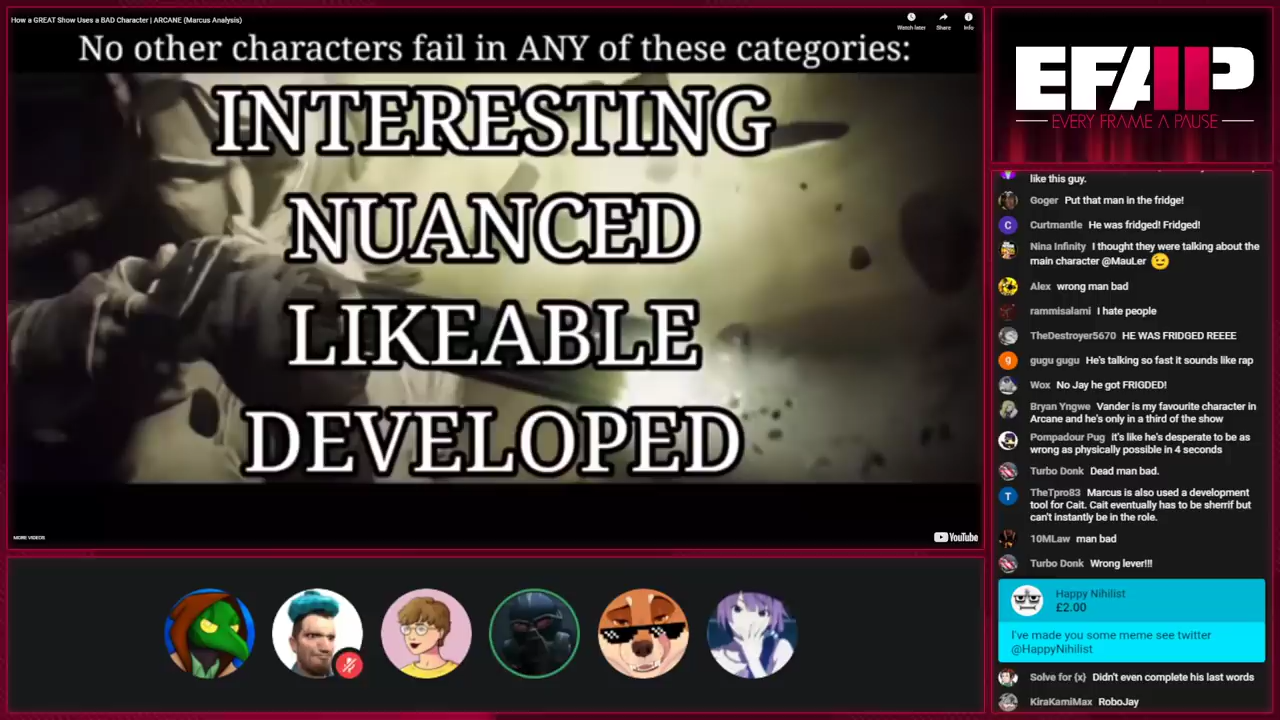 How a GREAT Show Uses a BAD Character | ARCANE (Marcus Analysis)
Watch later
Share
Info
No other characters fail in ANY of these categories:
INTERESTING
NUANCED
LIKEABLE
DEVELOPED
MORE VIDEOS
YouTube
EFAP
EVERY FRAME A PAUSE
like this guy.
Goger Put that man in the fridge!
Curtmantle He was fridged! Fridged!
Nina Infinity I thought they were talking about the
main character @MauLer 😉
Alex wrong man bad
rammisalami I hate people
TheDestroyer5670 HE WAS FRIDGED REEEE
gugu gugu He's talking so fast it sounds like rap
Wox No Jay he got FRIGDED!
Bryan Yngwe Vander is my favourite character in
Arcane and he's only in a third of the show
Pompadour Pug it's like he's desperate to be as
wrong as physically possible in 4 seconds
Turbo Donk Dead man bad.
TheTpro83 Marcus is also used a development
tool for Cait. Cait eventually has to be sherrif but
can't instantly be in the role.
10MLaw man bad
Turbo Donk Wrong lever!!!
Happy Nihilist
£2.00
I've made you some meme see twitter
@HappyNihilist
Solve for {x} Didn't even complete his last words
KiraKamiMax RoboJay